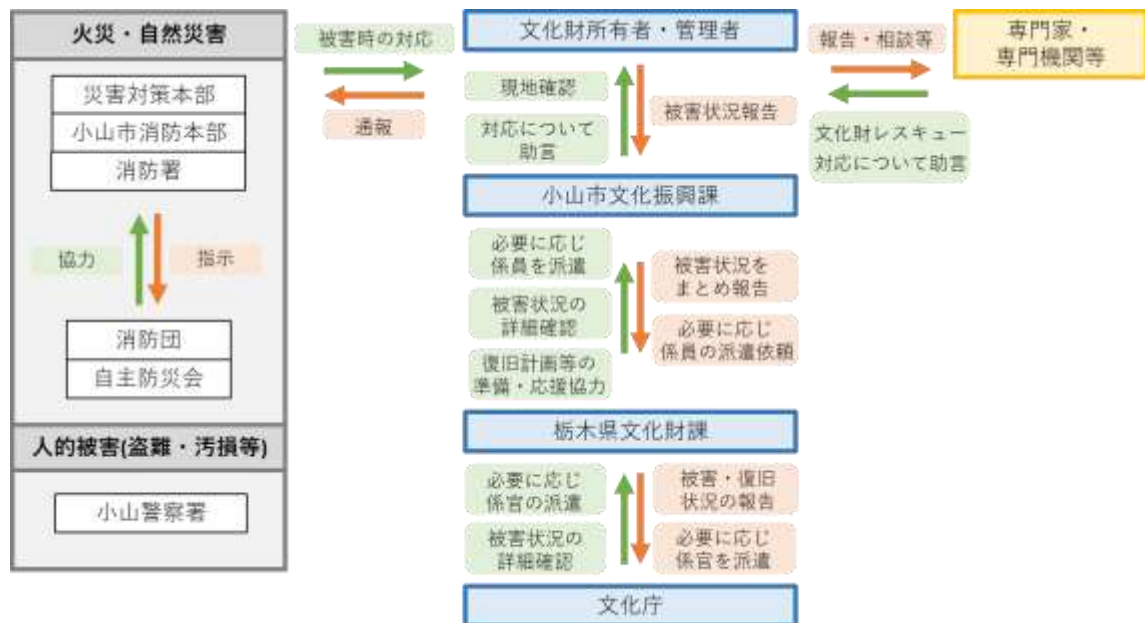 火災・自然災害
災害対策本部
小山市消防本部
消防署
協力
指示
消防団
自主防災会
人的被害(盗難・汚損等)
小山警察署
被害時の対応
通報
文化財所有者・管理者
現地確認
対応について
助言
被害状況報告
報告・相談等
専門家・
専門機関等
文化財レスキュー
対応について助言
小山市文化振興課
必要に応じ
係員を派遣
被害状況の
詳細確認
復旧計画等の
準備・応援協力
被害状況を
まとめ報告
必要に応じ
係員の派遣依頼
栃木県文化財課
必要に応じ
係官の派遣
被害状況の
詳細確認
被害・復旧
状況の報告
必要に応じ
係官を派遣
文化庁